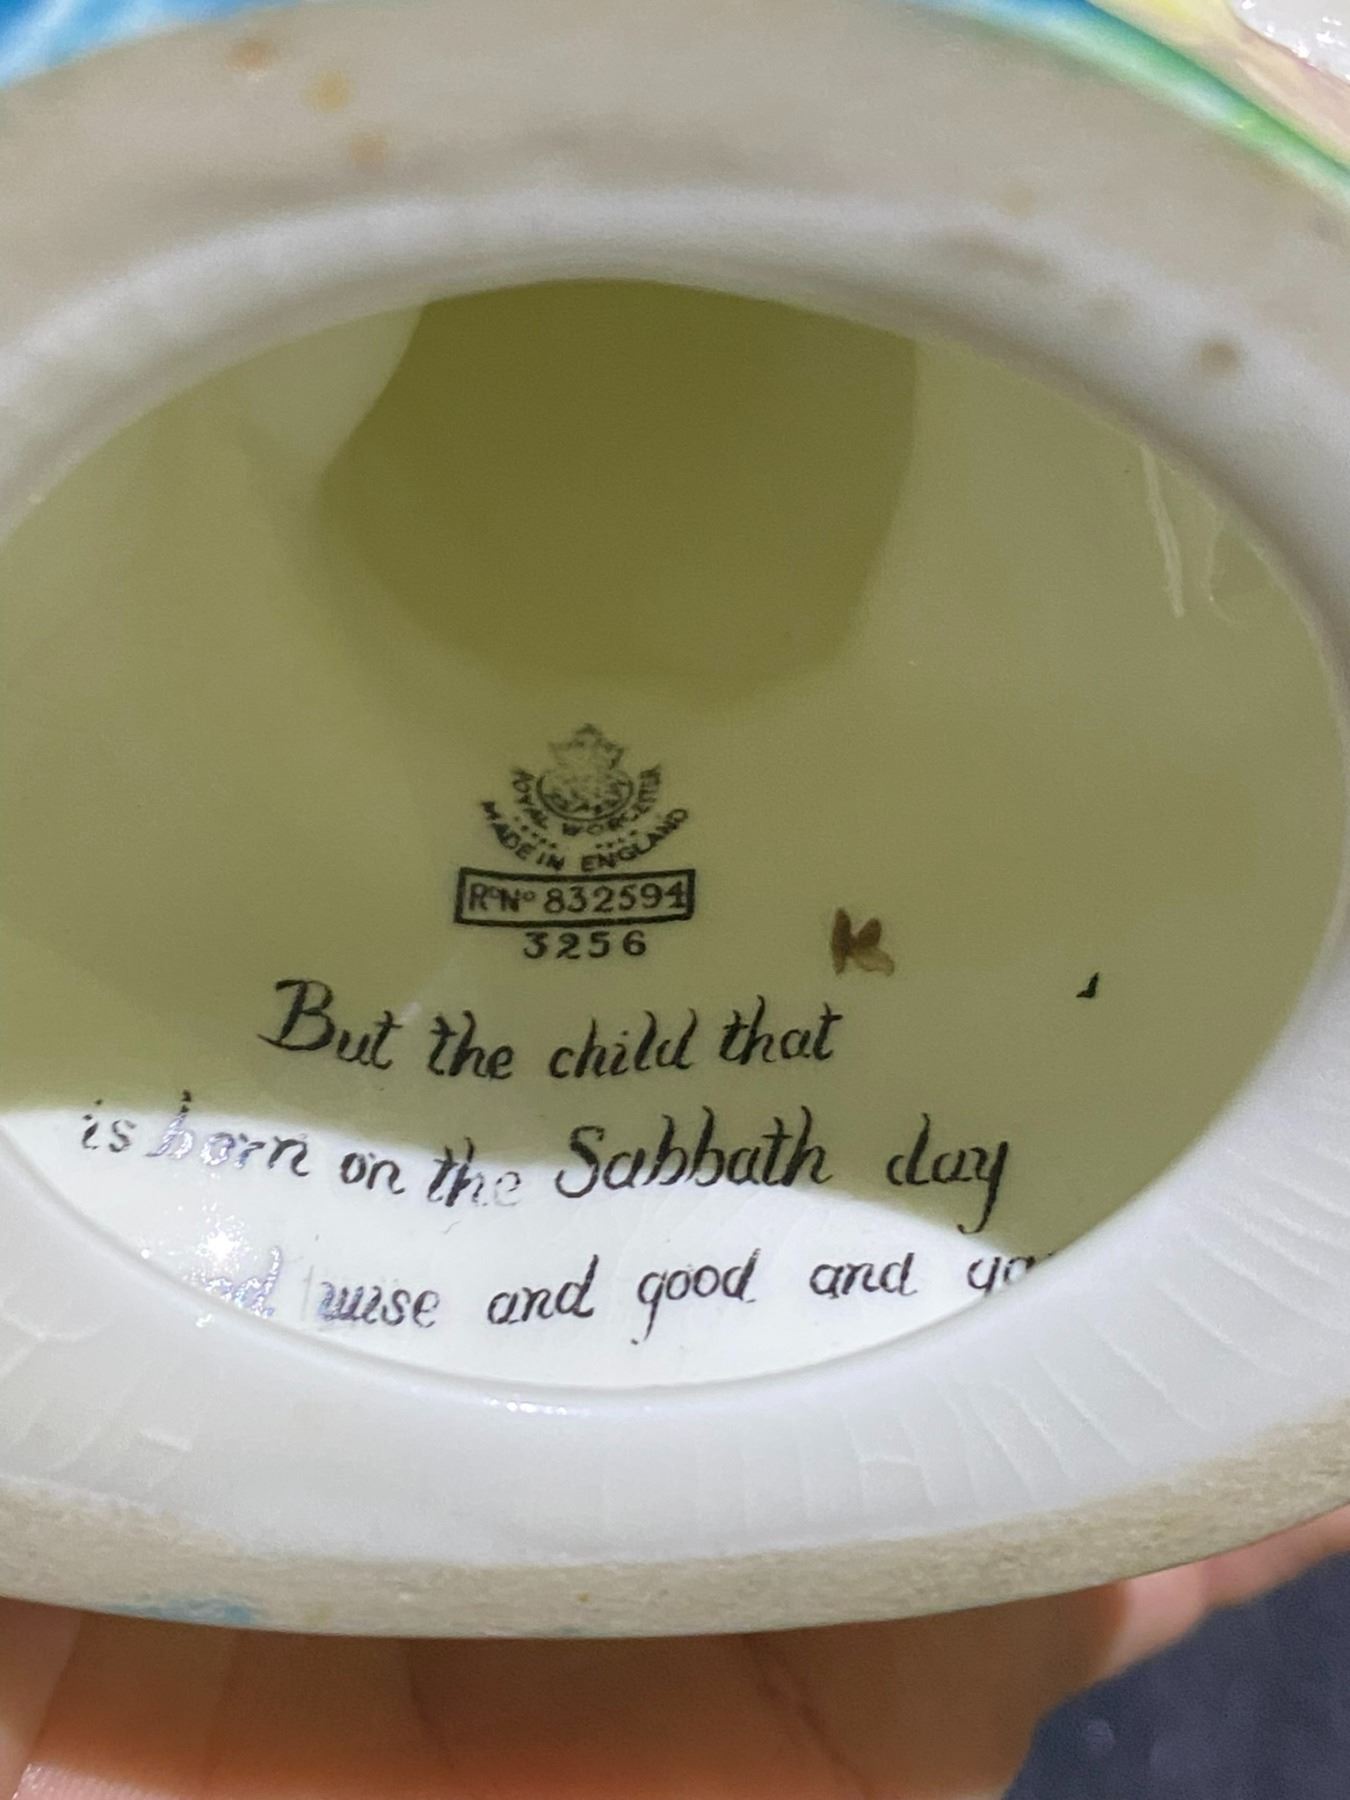 ROYAL WORCESTER
MADE IN ENGLAND
RᴰNº 832594
3256
K
But the child that
is born on the Sabbath day
wise and good and